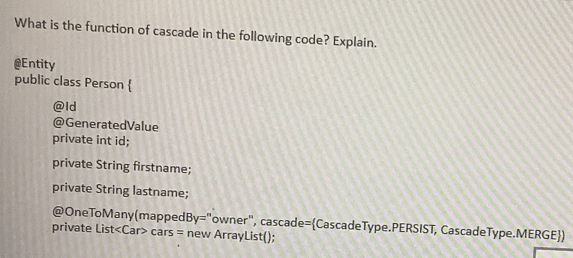 What is the function of cascade in the following code? Explain.
@Entity
public class Person {
@Id
@GeneratedValue
private int id;
private String firstname;
private String lastname;
@OneToMany(mappedBy="owner", cascade={CascadeType.PERSIST, CascadeType.MERGE})
private List<Car> cars = new ArrayList();